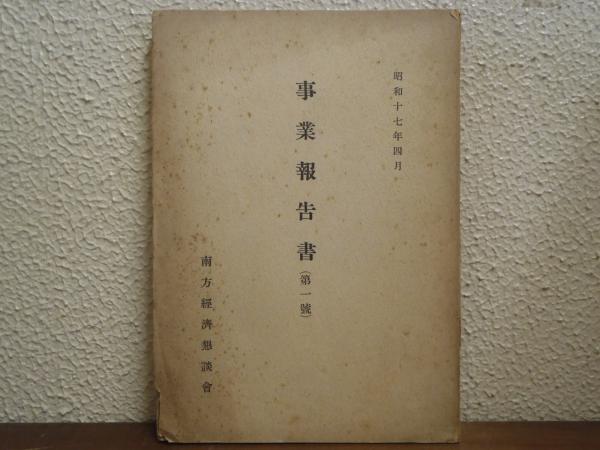 昭和十七年四月
事業報告書(第一號)
南方經濟懇談會